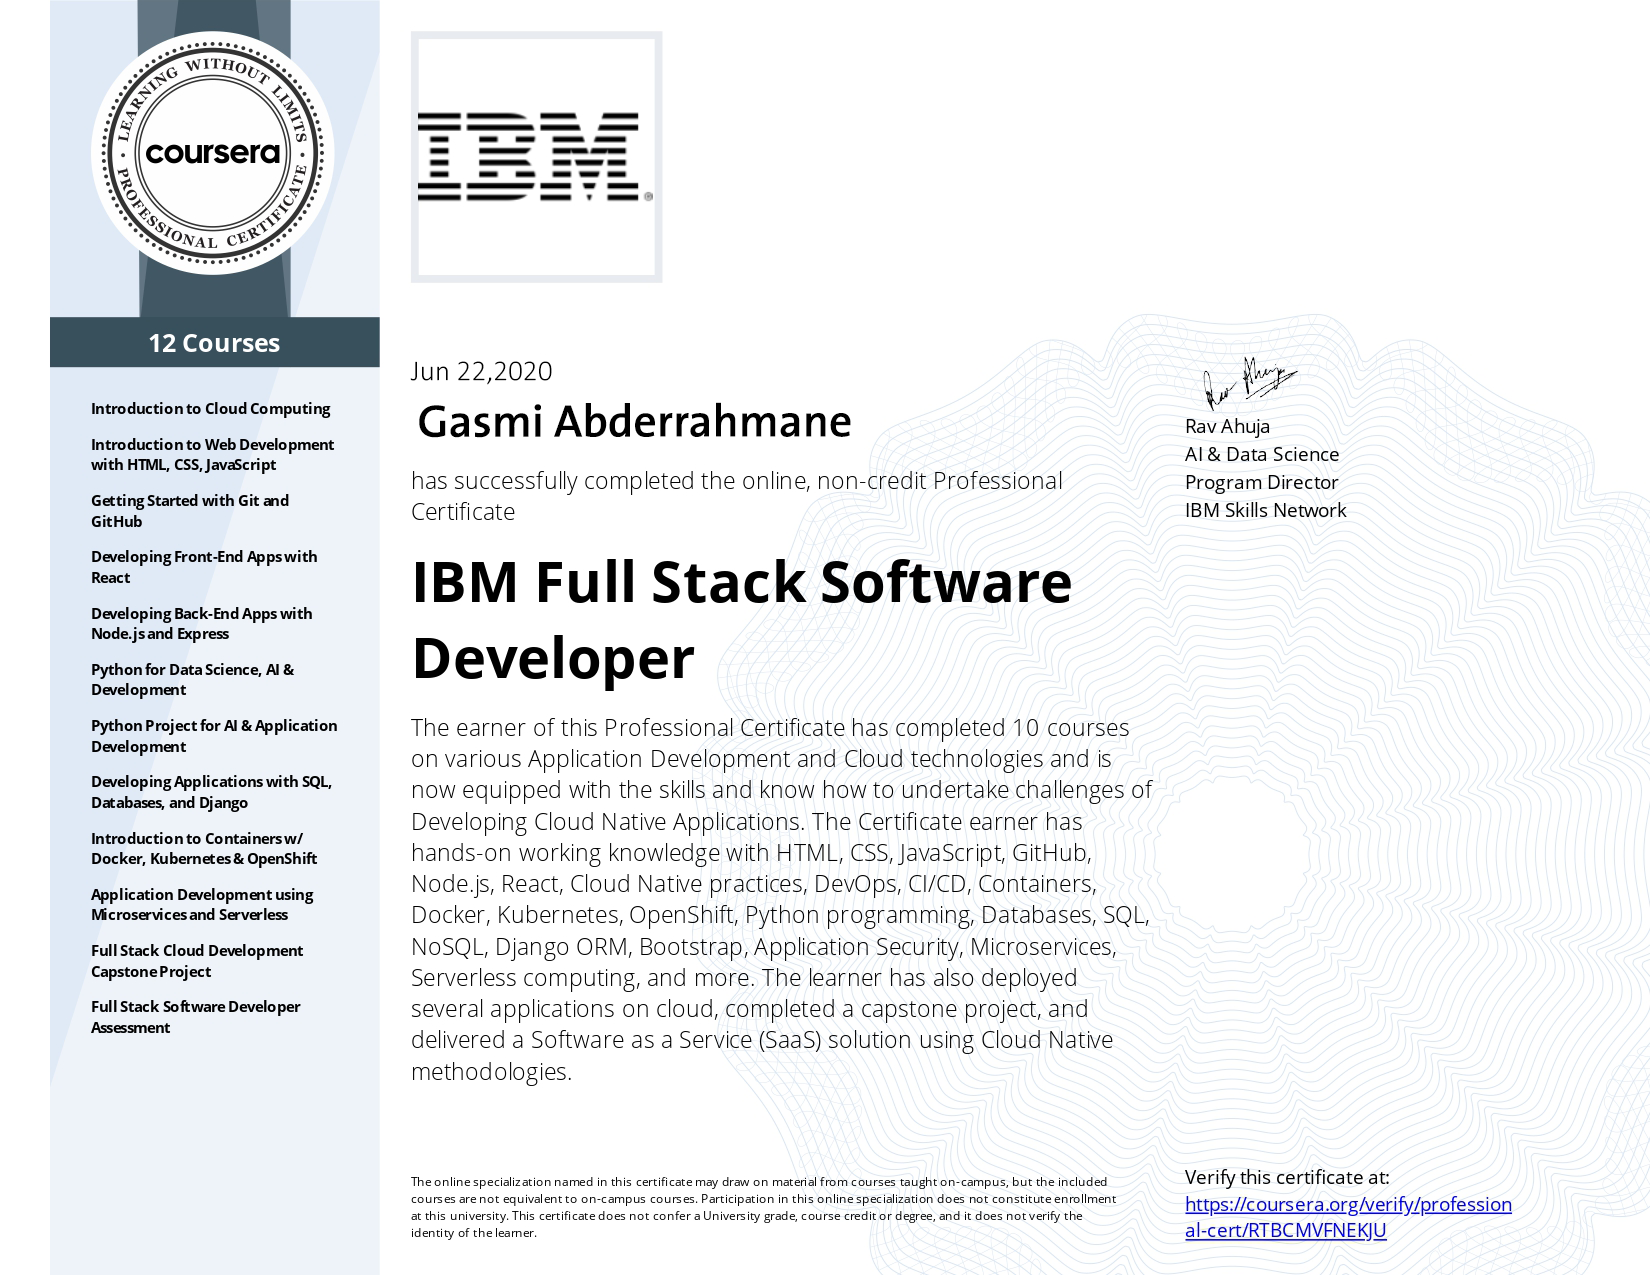 LEARNING WITHOUT LIMITS
coursera
PROFESSIONAL CERTIFICATE
12 Courses
Introduction to Cloud Computing
Introduction to Web Development
with HTML, CSS, JavaScript
Getting Started with Git and
GitHub
Developing Front-End Apps with
React
Developing Back-End Apps with
Node.js and Express
Python for Data Science, AI &
Development
Python Project for AI & Application
Development
Developing Applications with SQL,
Databases, and Django
Introduction to Containers w/
Docker, Kubernetes & OpenShift
Application Development using
Microservices and Serverless
Full Stack Cloud Development
Capstone Project
Full Stack Software Developer
Assessment
IBM®
Jun 22,2020
Gasmi Abderrahmane
has successfully completed the online, non-credit Professional
Certificate
IBM Full Stack Software
Developer
The earner of this Professional Certificate has completed 10 courses
on various Application Development and Cloud technologies and is
now equipped with the skills and know how to undertake challenges of
Developing Cloud Native Applications. The Certificate earner has
hands-on working knowledge with HTML, CSS, JavaScript, GitHub,
Node.js, React, Cloud Native practices, DevOps, CI/CD, Containers,
Docker, Kubernetes, OpenShift, Python programming, Databases, SQL,
NoSQL, Django ORM, Bootstrap, Application Security, Microservices,
Serverless computing, and more. The learner has also deployed
several applications on cloud, completed a capstone project, and
delivered a Software as a Service (SaaS) solution using Cloud Native
methodologies.
The online specialization named in this certificate may draw on material from courses taught on-campus, but the included
courses are not equivalent to on-campus courses. Participation in this online specialization does not constitute enrollment
at this university. This certificate does not confer a University grade, course credit or degree, and it does not verify the
identity of the learner.
Rav Ahuja
Rav Ahuja
AI & Data Science
Program Director
IBM Skills Network
Verify this certificate at:
https://coursera.org/verify/profession
al-cert/RTBCMVFNEKJU